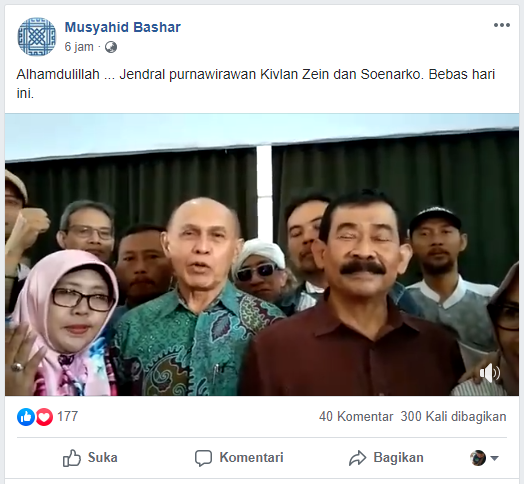 Musyahid Bashar
6 jam ·
Alhamdulillah ... Jendral purnawirawan Kivlan Zein dan Soenarko. Bebas hari
ini.
177
40 Komentar 300 Kali dibagikan
Suka Komentari Bagikan